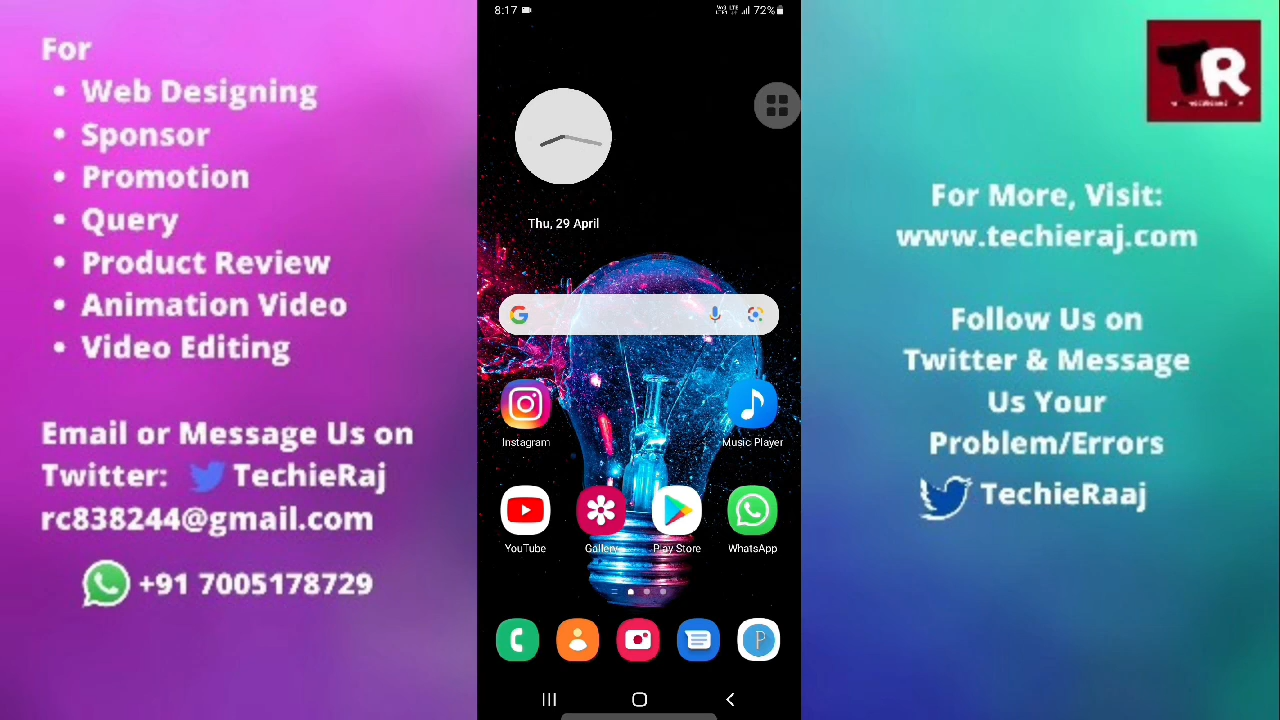 For
• Web Designing
• Sponsor
• Promotion
• Query
• Product Review
• Animation Video
• Video Editing
Email or Message Us on
Twitter: TechieRaj
rc838244@gmail.com
+91 7005178729
8:17
72%
Thu, 29 April
Instagram
Music Player
YouTube
Gallery
Play Store
WhatsApp
P
TR
For More, Visit:
www.techieraj.com
Follow Us on
Twitter & Message
Us Your
Problem/Errors
TechieRaaj